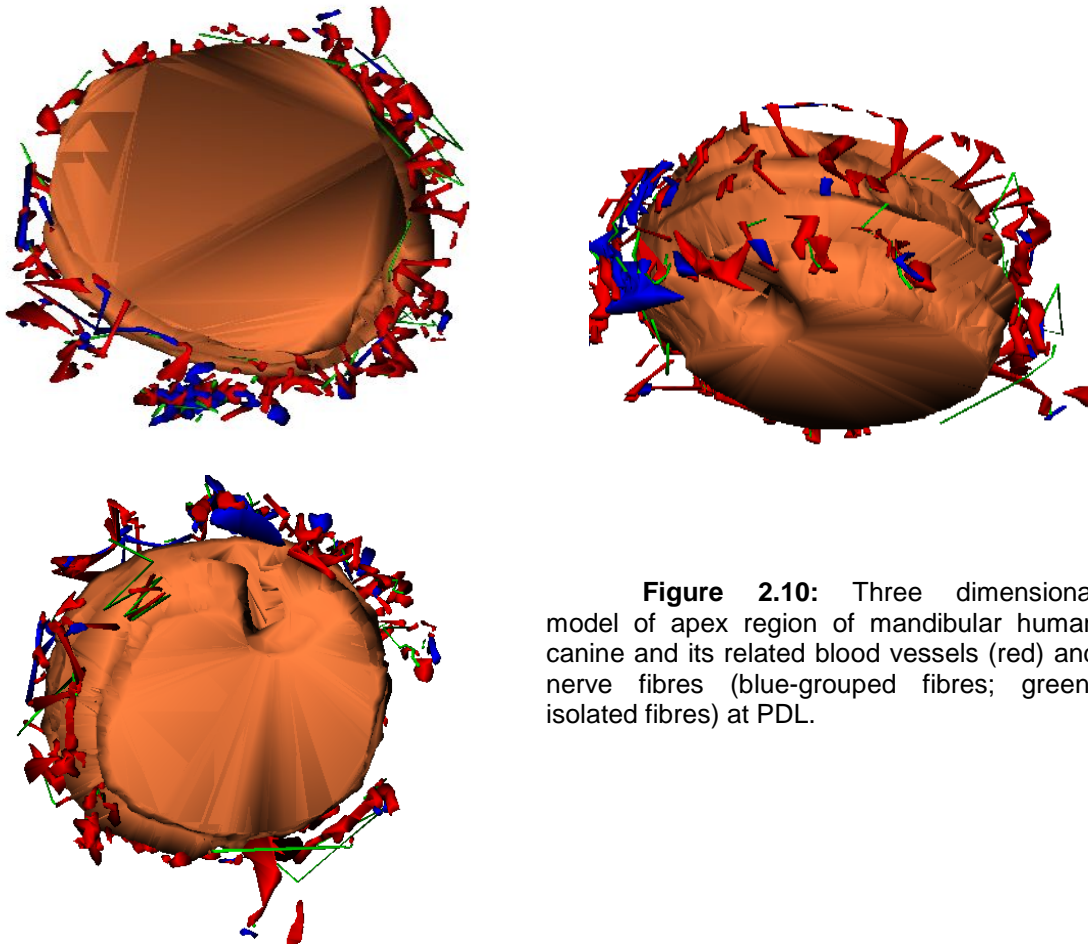 Figure 2.10: Three dimensiona
model of apex region of mandibular human
canine and its related blood vessels (red) and
nerve fibres (blue-grouped fibres; green
isolated fibres) at PDL.